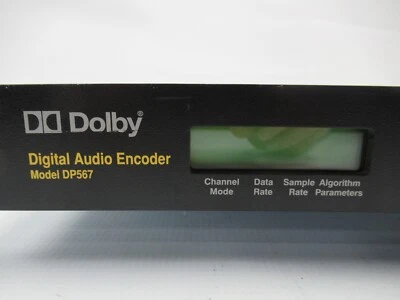 Dolby®
Digital Audio Encoder
Model DP567
Channel Data Sample Algorithm
Mode Rate Rate Parameters